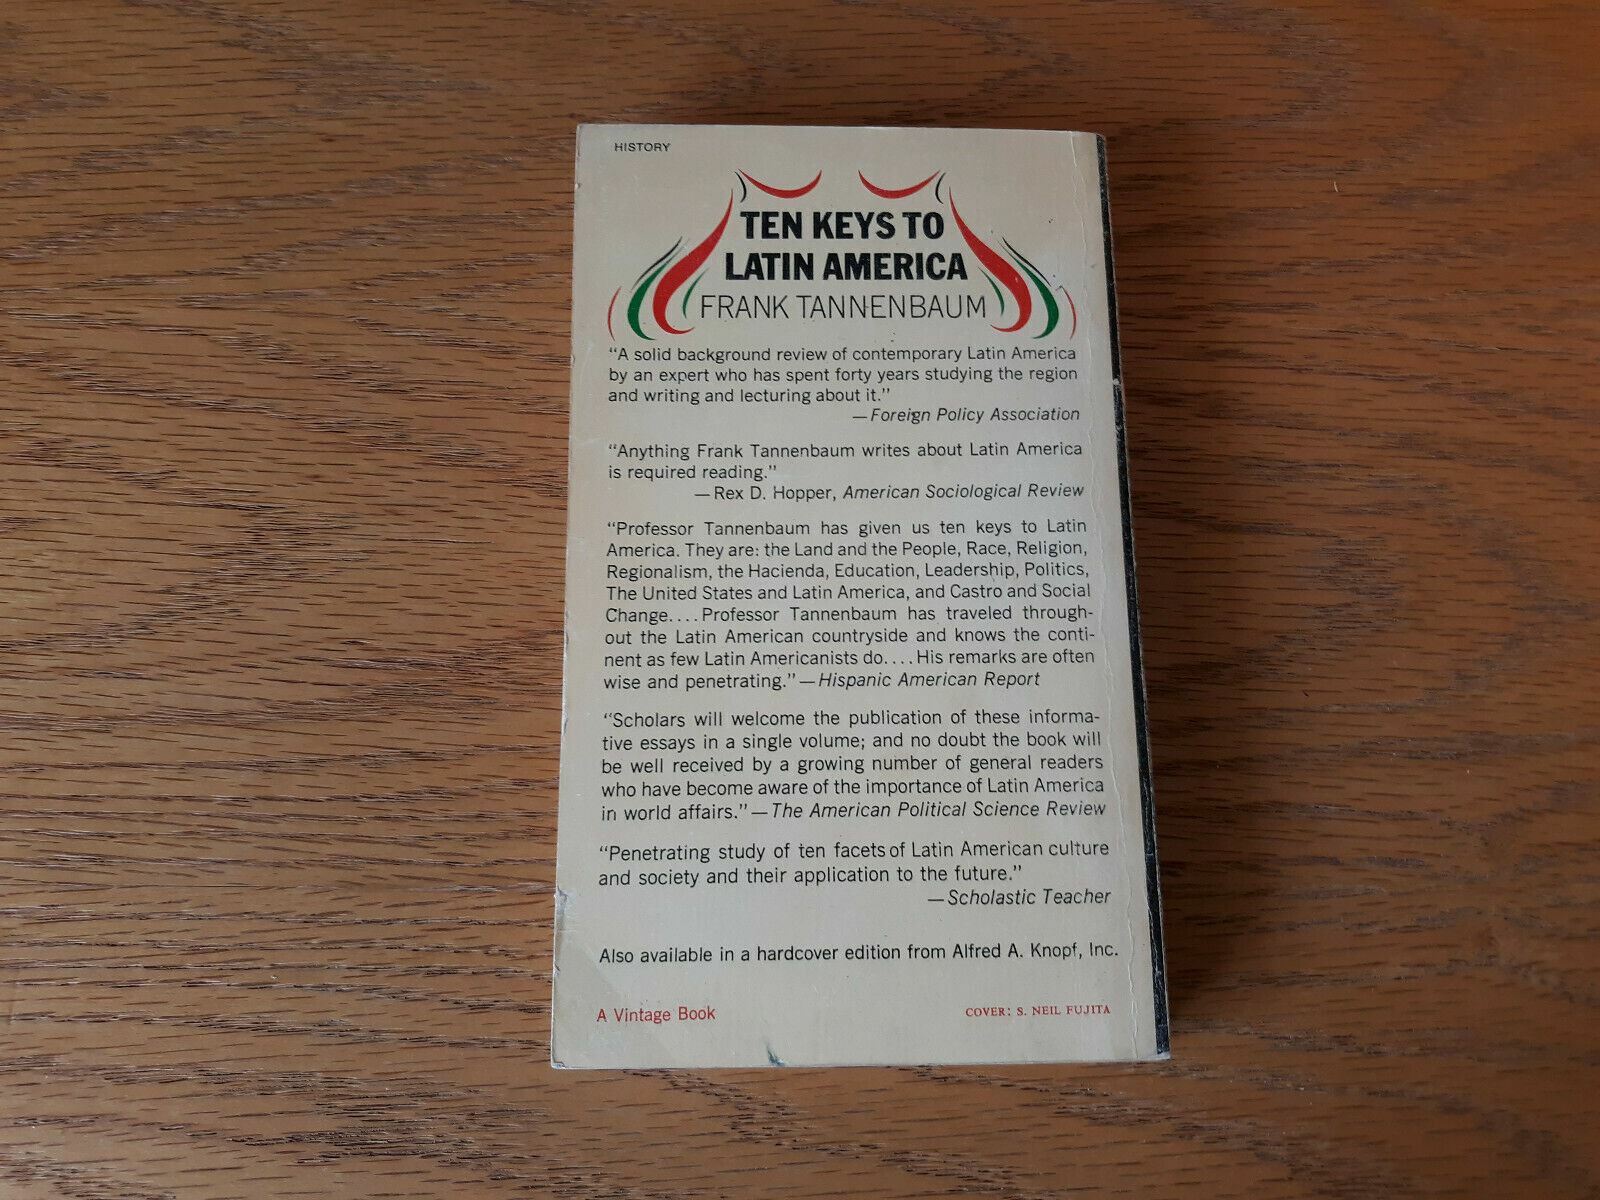 HISTORY
TEN KEYS TO
LATIN AMERICA
FRANK TANNENBAUM
"A solid background review of contemporary Latin America
by an expert who has spent forty years studying the region
and writing and lecturing about it."
—Foreign Policy Association
"Anything Frank Tannenbaum writes about Latin America
is required reading."
—Rex D. Hopper, American Sociological Review
"Professor Tannenbaum has given us ten keys to Latin
America. They are: the Land and the People, Race, Religion,
Regionalism, the Hacienda, Education, Leadership, Politics,
The United States and Latin America, and Castro and Social
Change.... Professor Tannenbaum has traveled through-
out the Latin American countryside and knows the conti-
nent as few Latin Americanists do.... His remarks are often
wise and penetrating."—Hispanic American Report
"Scholars will welcome the publication of these informa-
tive essays in a single volume; and no doubt the book will
be well received by a growing number of general readers
who have become aware of the importance of Latin America
in world affairs."—The American Political Science Review
"Penetrating study of ten facets of Latin American culture
and society and their application to the future."
—Scholastic Teacher
Also available in a hardcover edition from Alfred A. Knopf, Inc.
A Vintage Book
COVER: S. NEIL FUJITA